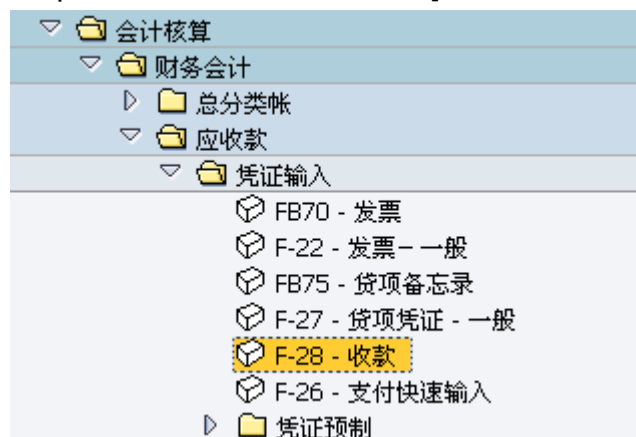 会计核算
财务会计
总分类帐
应收款
凭证输入
FB70 - 发票
F-22 - 发票- 一般
FB75 - 贷项备忘录
F-27 - 贷项凭证 - 一般
F-28 - 收款
F-26 - 支付快速输入
凭证预制